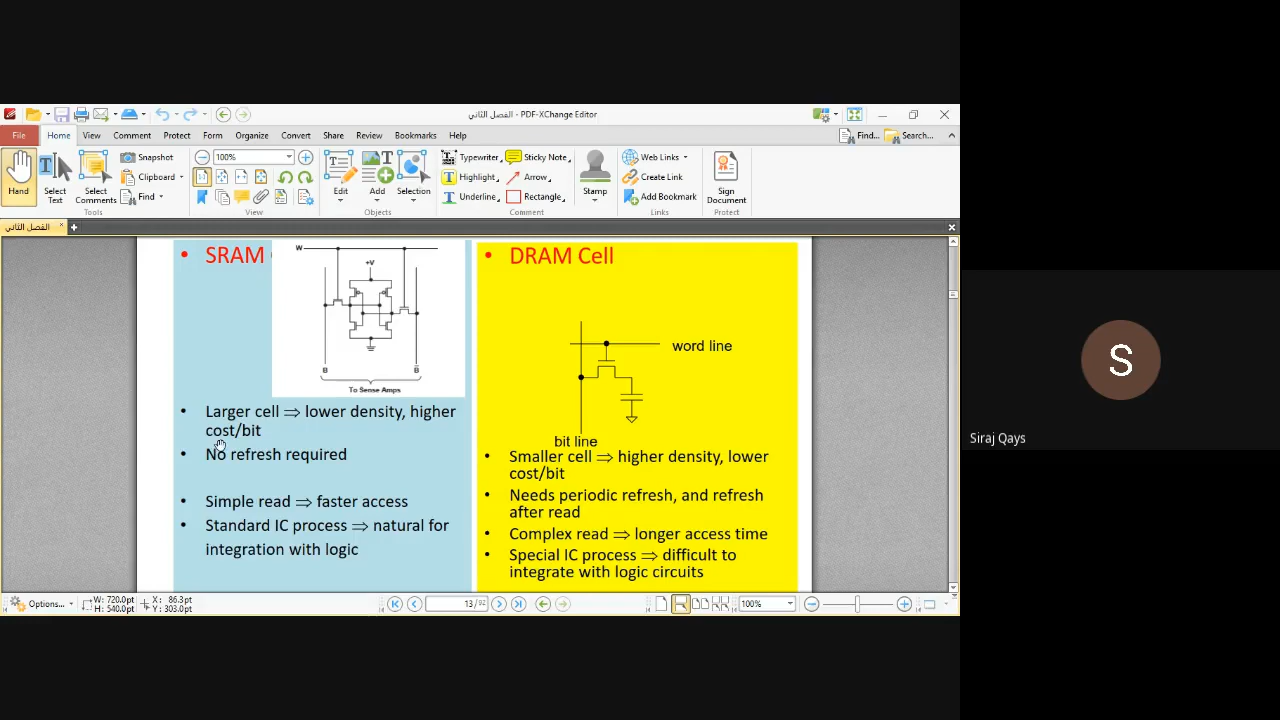 الفصل الثاني - PDF-XChange Editor
File Home View Comment Protect Form Organize Convert Share Review Bookmarks Help
Find... Search...
Hand
Select Text
Select Comments
Snapshot
Clipboard
Find
Tools
100%
View
Edit
Add
Selection
Objects
Typewriter
Highlight
Underline
Sticky Note
Arrow
Rectangle
Stamp
Comment
Web Links
Create Link
Add Bookmark
Links
Sign Document
Protect
الفصل الثاني
• SRAM
W
+V
B B
To Sense Amps
• Larger cell ⇒ lower density, higher
cost/bit
• No refresh required
• Simple read ⇒ faster access
• Standard IC process ⇒ natural for
integration with logic
• DRAM Cell
word line
bit line
• Smaller cell ⇒ higher density, lower
cost/bit
• Needs periodic refresh, and refresh
after read
• Complex read ⇒ longer access time
• Special IC process ⇒ difficult to
integrate with logic circuits
Options...
W: 720.0pt
H: 540.0pt
X: 86.3pt
Y: 303.0pt
13 / 92
100%
S
Siraj Qays